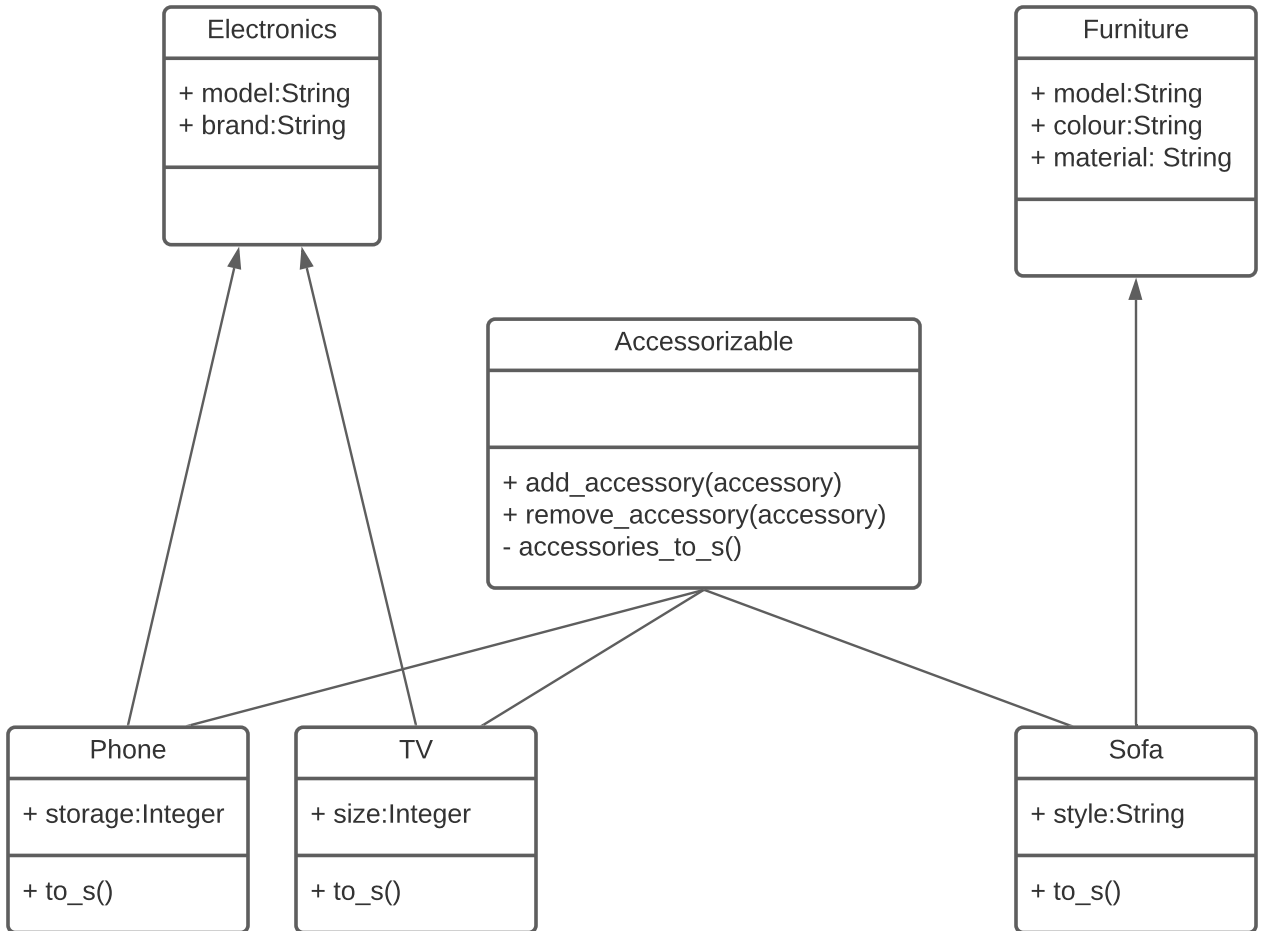 Electronics
+ model:String
+ brand:String
Furniture
+ model:String
+ colour:String
+ material: String
Accessorizable
+ add_accessory(accessory)
+ remove_accessory(accessory)
- accessories_to_s()
Phone
+ storage:Integer
+ to_s()
TV
+ size:Integer
+ to_s()
Sofa
+ style:String
+ to_s()